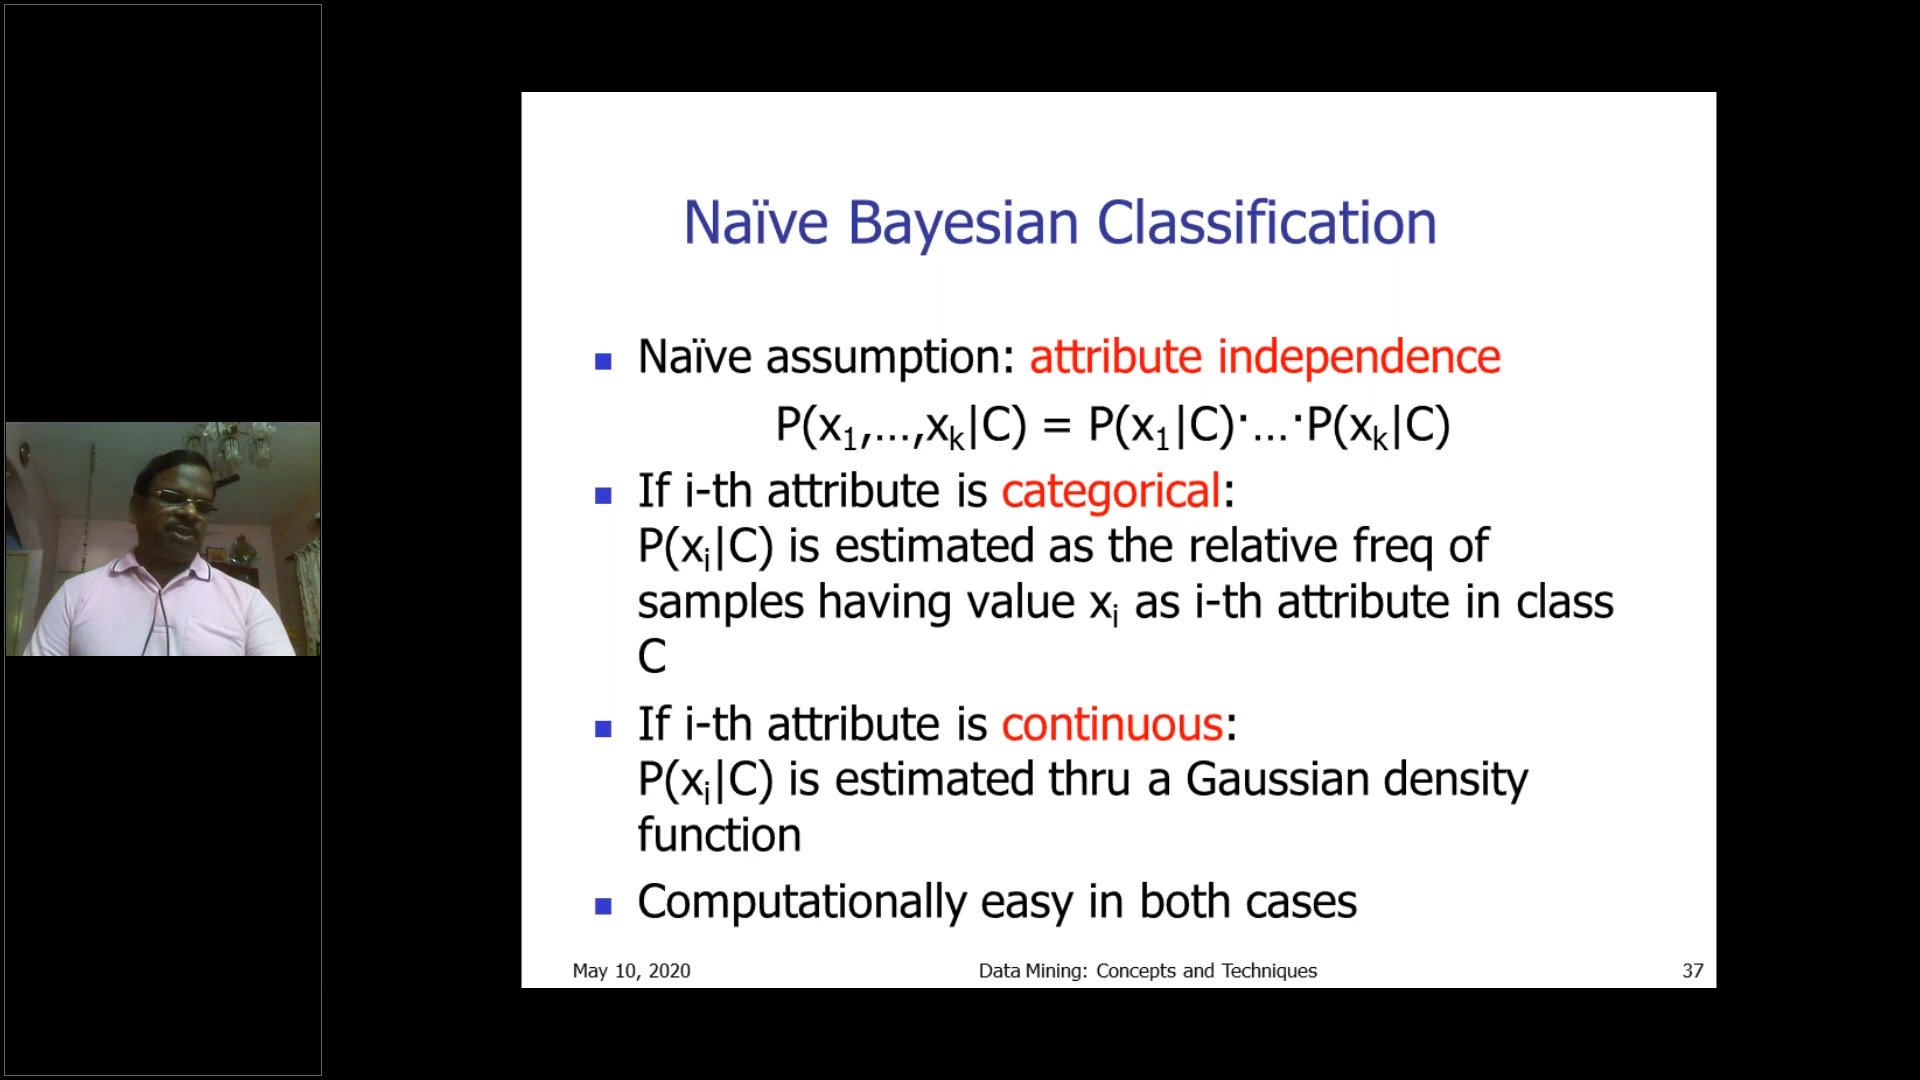 Naïve Bayesian Classification
Naïve assumption: attribute independence
P(x₁,…,xₖ|C) = P(x₁|C)·…·P(xₖ|C)
If i-th attribute is categorical:
P(xᵢ|C) is estimated as the relative freq of
samples having value xᵢ as i-th attribute in class
C
If i-th attribute is continuous:
P(xᵢ|C) is estimated thru a Gaussian density
function
Computationally easy in both cases
May 10, 2020
Data Mining: Concepts and Techniques
37